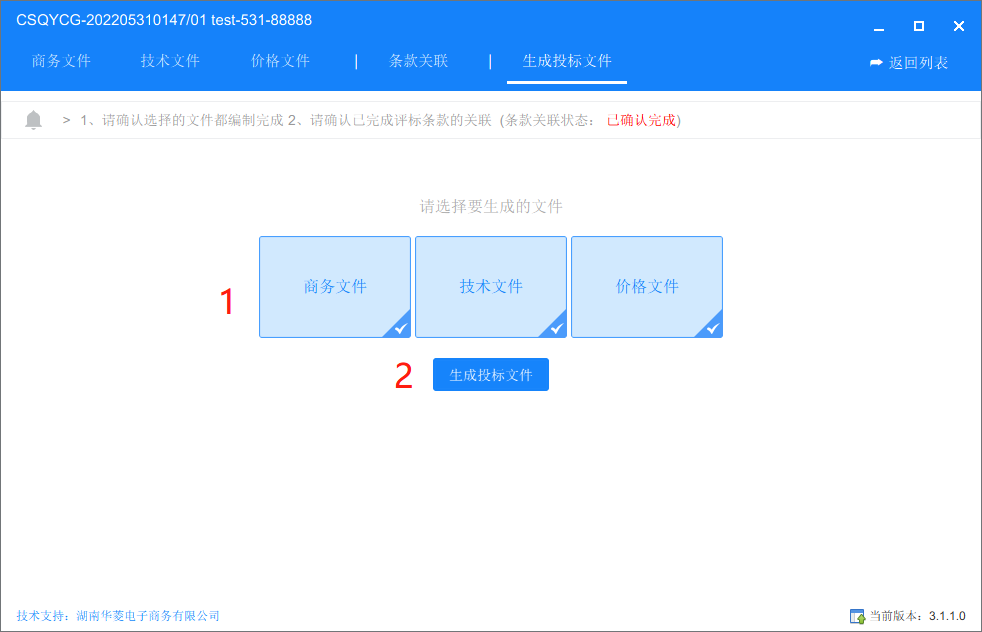 CSQYCG-202205310147/01 test-531-88888
商务文件 技术文件 价格文件 | 条款关联 | 生成投标文件 返回列表
> 1、请确认选择的文件都编制完成 2、请确认已完成评标条款的关联 (条款关联状态： 已确认完成)
请选择要生成的文件
1 商务文件 技术文件 价格文件
2 生成投标文件
技术支持：湖南华菱电子商务有限公司 当前版本：3.1.1.0